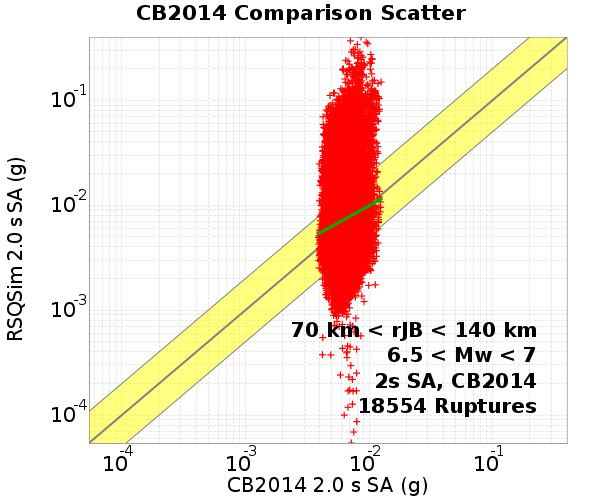 CB2014 Comparison Scatter
RSQSim 2.0 s SA (g)
10-1
10-2
10-3
10-4
70 km < rJB < 140 km
6.5 < Mw < 7
2s SA, CB2014
18554 Ruptures
10-4 10-3 10-2 10-1
CB2014 2.0 s SA (g)